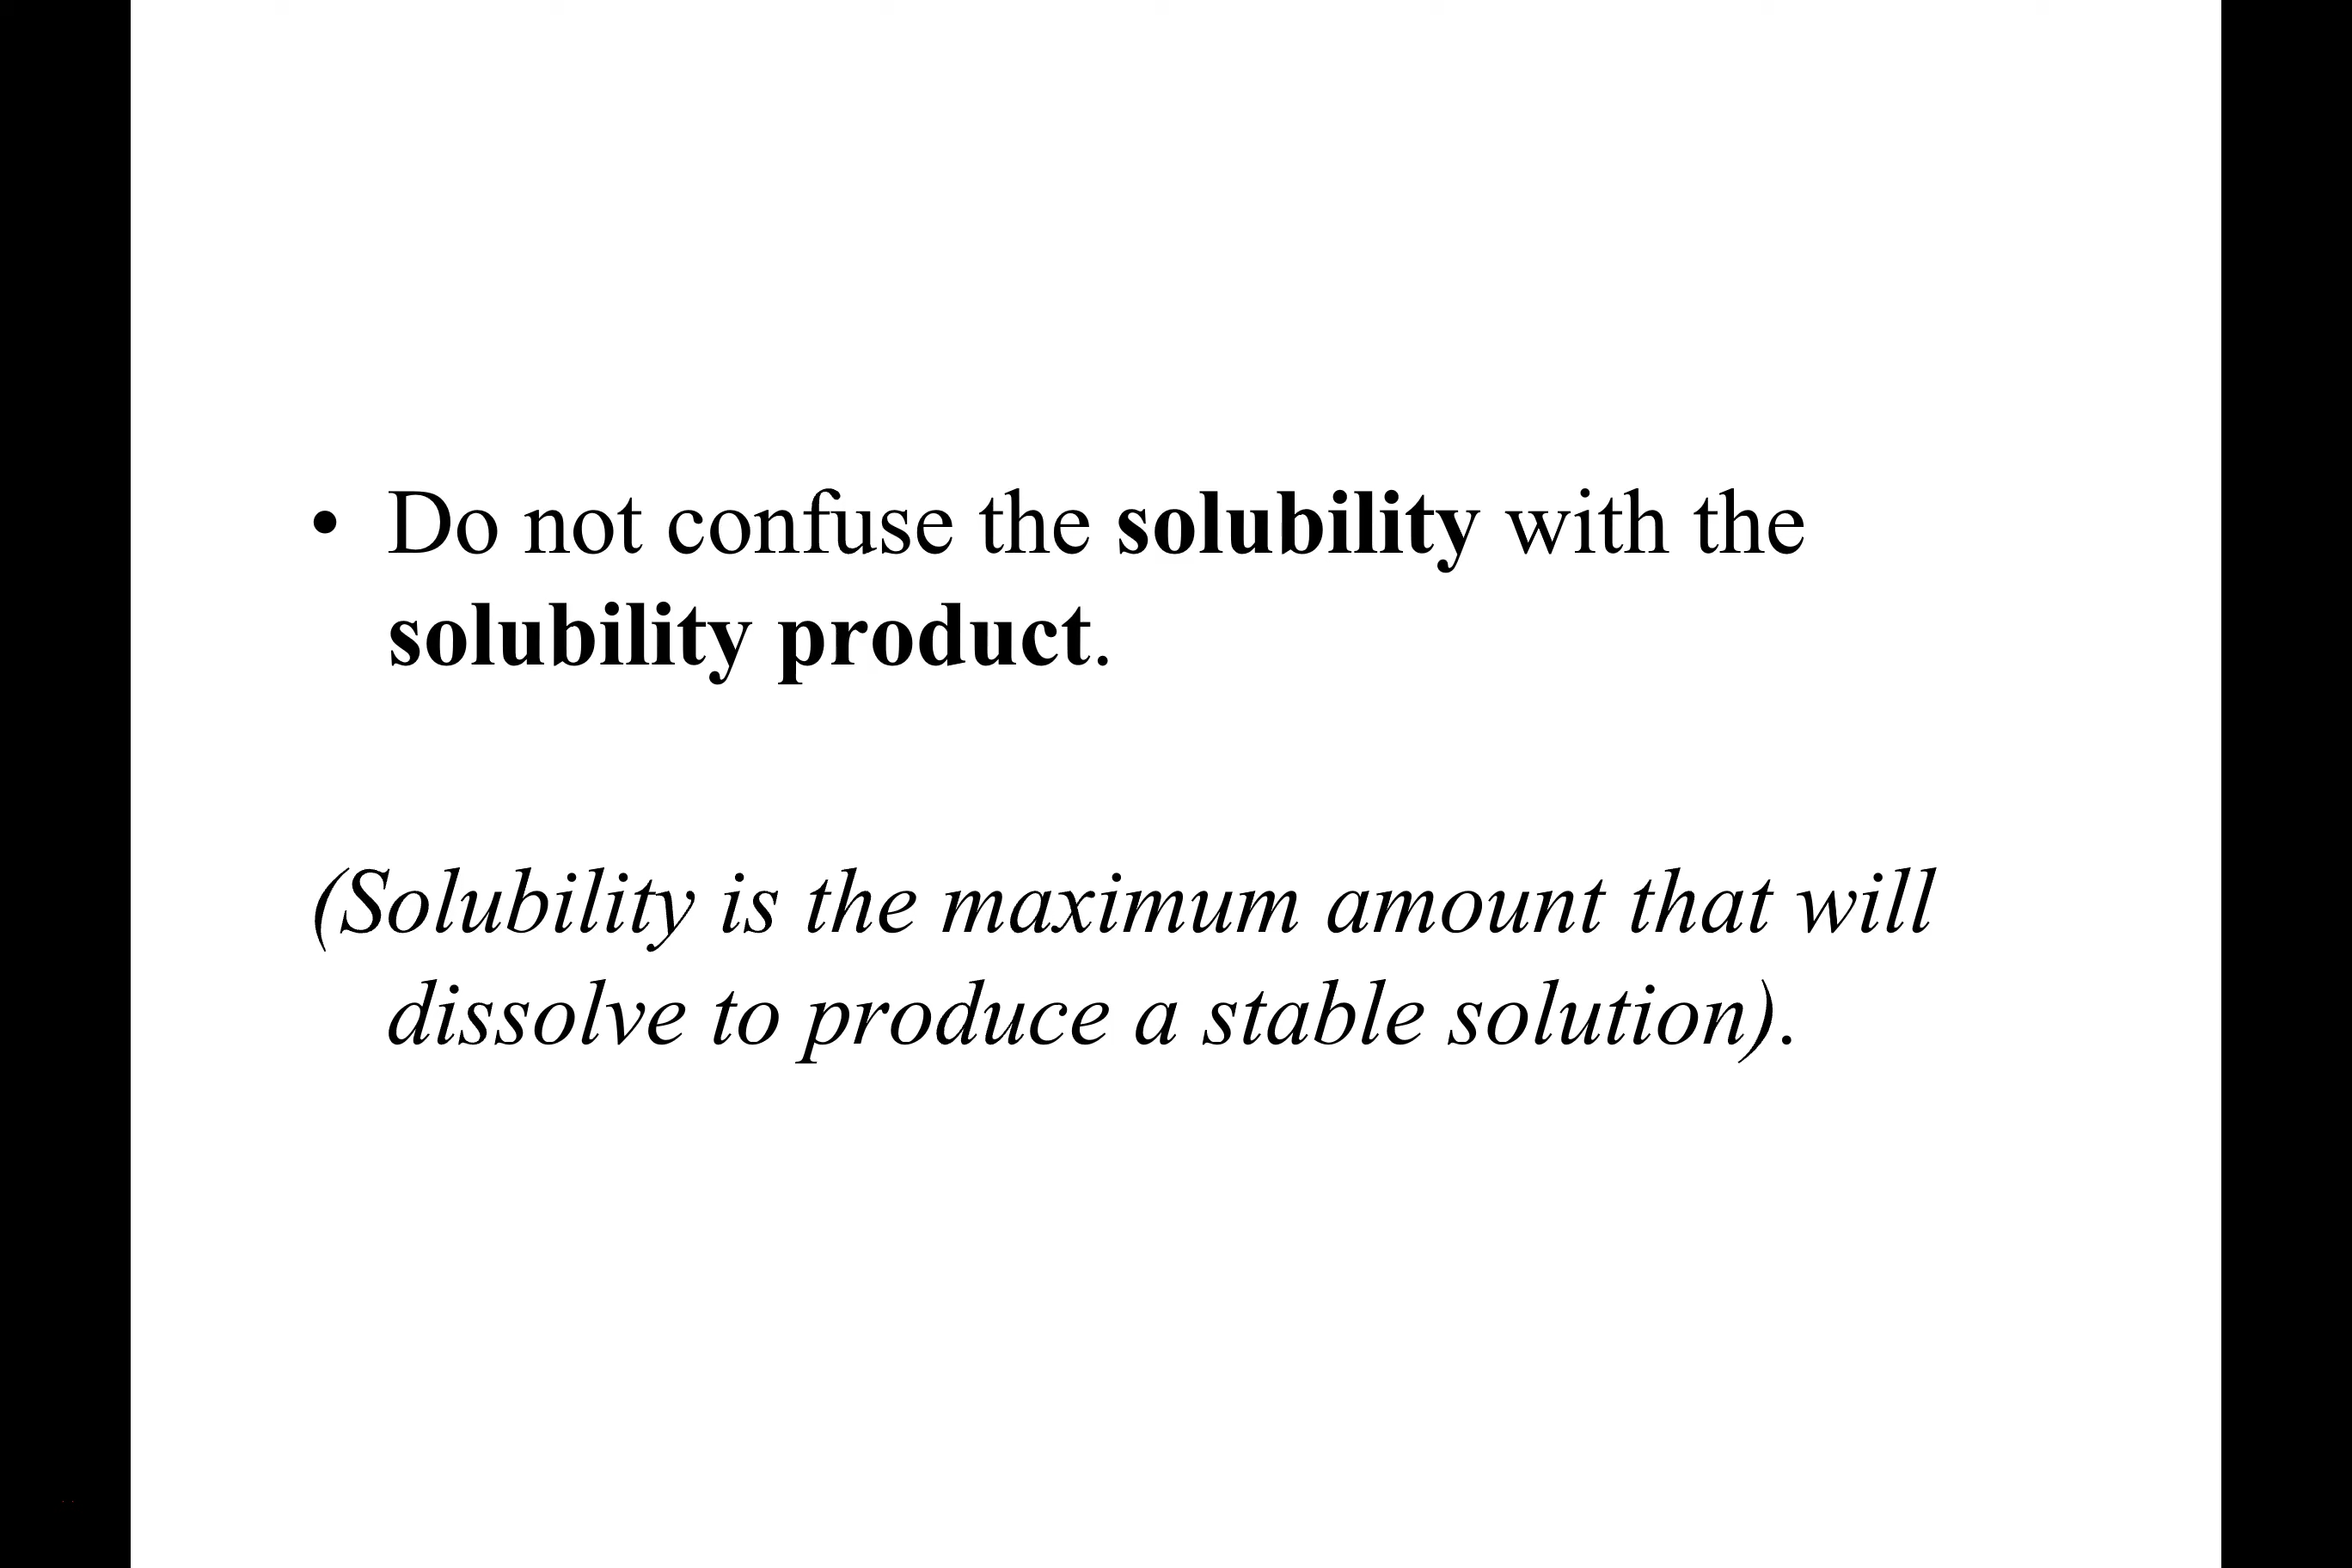 • Do not confuse the solubility with the
solubility product.
(Solubility is the maximum amount that will
dissolve to produce a stable solution).